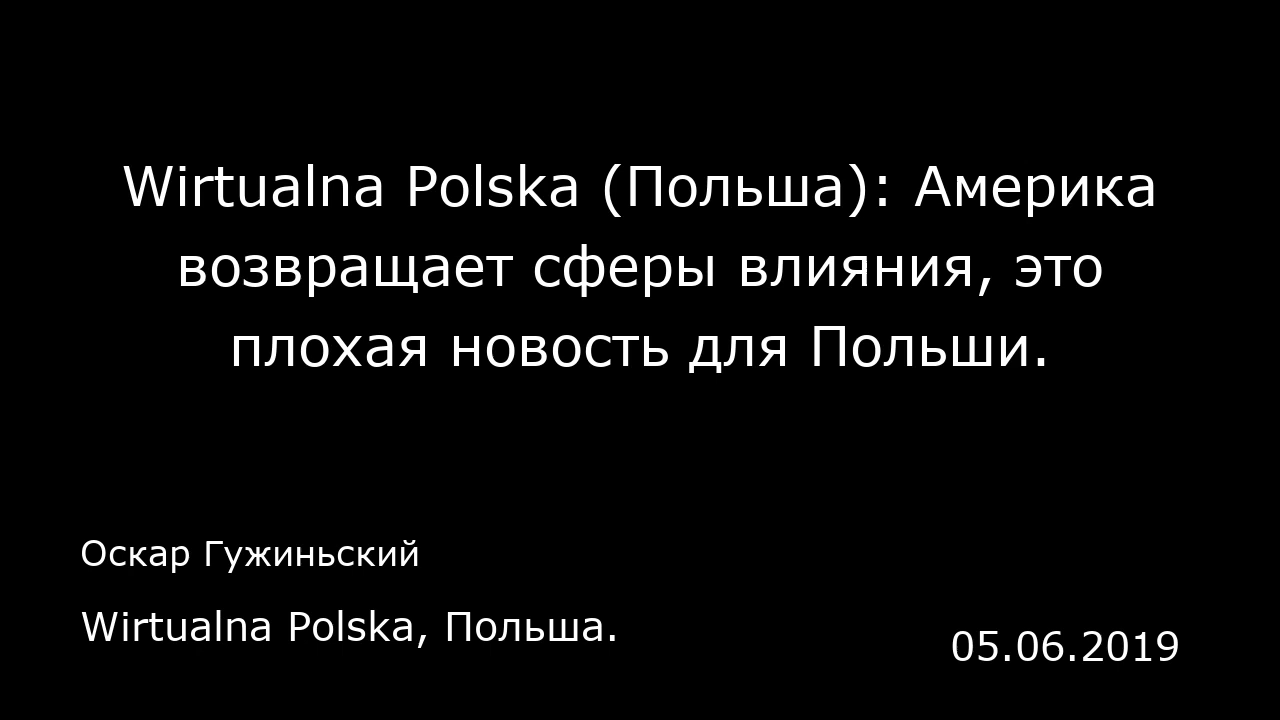 Wirtualna Polska (Польша): Америка
возвращает сферы влияния, это
плохая новость для Польши.
Оскар Гужиньский
Wirtualna Polska, Польша.
05.06.2019